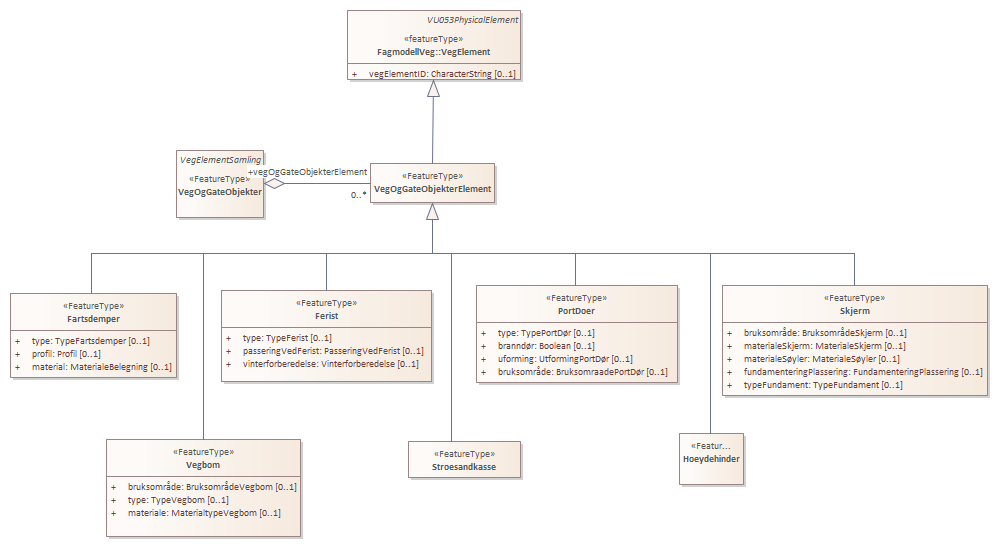 VU053PhysicalElement
«featureType»
FagmodellVeg::VegElement
+ vegElementID: CharacterString [0..1]
VegElementSamling
«FeatureType»
VegOgGateObjekter
+vegOgGateObjekterElement
0..*
«FeatureType»
VegOgGateObjekterElement
«FeatureType»
Fartsdemper
+ type: TypeFartsdemper [0..1]
+ profil: Profil [0..1]
+ material: MaterialeBelegning [0..1]
«FeatureType»
Ferist
+ type: TypeFerist [0..1]
+ passeringVedFerist: PasseringVedFerist [0..1]
+ vinterforberedelse: Vinterforberedelse [0..1]
«FeatureType»
PortDoer
+ type: TypePortDør [0..1]
+ branndør: Boolean [0..1]
+ uforming: UtformingPortDør [0..1]
+ bruksområde: BruksomraadePortDør [0..1]
«FeatureType»
Skjerm
+ bruksområde: BruksområdeSkjerm [0..1]
+ materialeSkjerm: MaterialeSkjerm [0..1]
+ materialeSøyler: MaterialeSøyler [0..1]
+ fundamenteringPlassering: FundamenteringPlassering [0..1]
+ typeFundament: TypeFundament [0..1]
«FeatureType»
Vegbom
+ bruksområde: BruksområdeVegbom [0..1]
+ type: TypeVegbom [0..1]
+ materiale: MaterialtypeVegbom [0..1]
«FeatureType»
Stroesandkasse
«Featur...
Hoeydehinder